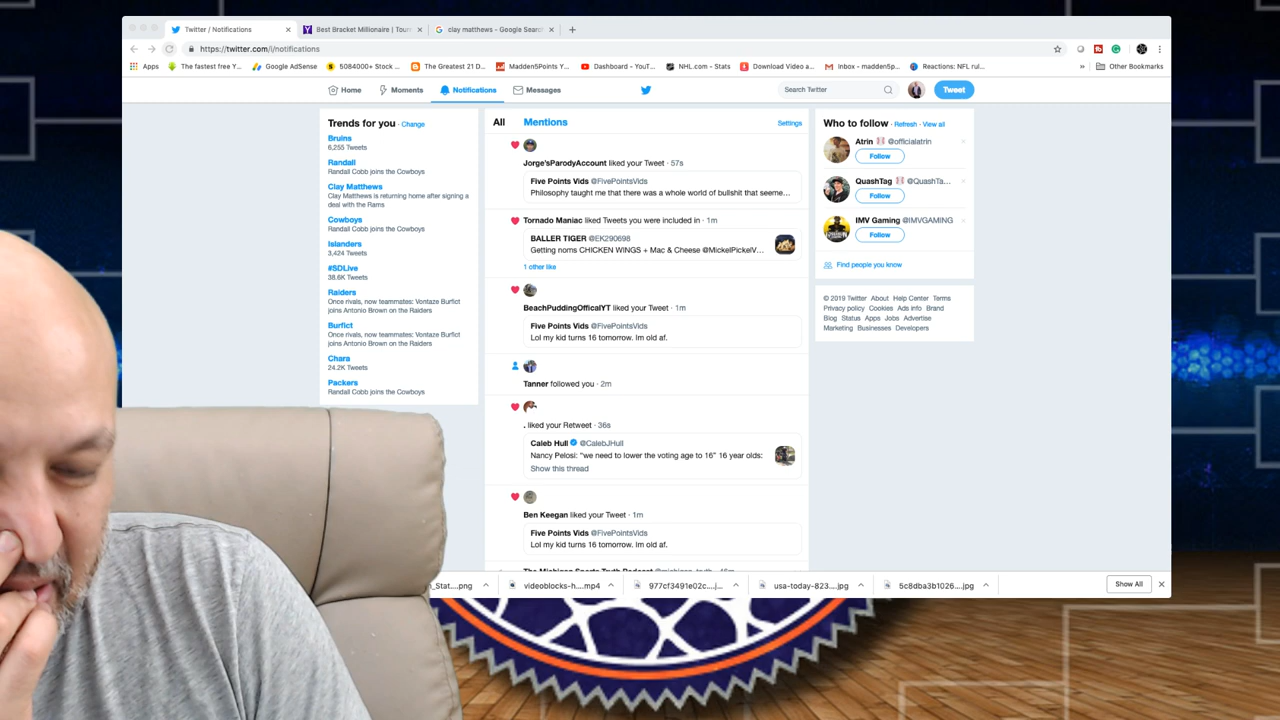 Twitter / Notifications
Best Bracket Millionaire | Tour
clay matthews - Google Searc
https://twitter.com/i/notifications
Apps
The fastest free Y...
Google AdSense
5084000+ Stock ...
The Greatest 21 D...
Madden5Points Y...
Dashboard - YouT...
NHL.com - Stats
Download Video a...
Inbox - madden5p...
Reactions: NFL rul...
»
Other Bookmarks
Home
Moments
Notifications
Messages
Search Twitter
Tweet
Trends for you · Change
Bruins
6,255 Tweets
Randall
Randall Cobb joins the Cowboys
Clay Matthews
Clay Matthews is returning home after signing a
deal with the Rams
Cowboys
Randall Cobb joins the Cowboys
Islanders
3,424 Tweets
#SDLive
38.6K Tweets
Raiders
Once rivals, now teammates: Vontaze Burfict
joins Antonio Brown on the Raiders
Burfict
Once rivals, now teammates: Vontaze Burfict
joins Antonio Brown on the Raiders
Chara
24.2K Tweets
Packers
Randall Cobb joins the Cowboys
All
Mentions
Settings
Jorge'sParodyAccount liked your Tweet · 57s
Five Points Vids @FivePointsVids
Philosophy taught me that there was a whole world of bullshit that seeme...
Tornado Maniac liked Tweets you were included in · 1m
BALLER TIGER @EK290698
Getting noms CHICKEN WINGS + Mac & Cheese @MickelPickelV...
1 other like
BeachPuddingOfficalYT liked your Tweet · 1m
Five Points Vids @FivePointsVids
Lol my kid turns 16 tomorrow. Im old af.
Tanner followed you · 2m
. liked your Retweet · 36s
Caleb Hull @CalebJHull
Nancy Pelosi: "we need to lower the voting age to 16" 16 year olds:
Show this thread
Ben Keegan liked your Tweet · 1m
Five Points Vids @FivePointsVids
Lol my kid turns 16 tomorrow. Im old af.
Who to follow · Refresh · View all
Atrin @officialatrin
Follow
QuashTag @QuashTa...
Follow
IMV Gaming @IMVGAMING
Follow
Find people you know
© 2019 Twitter About Help Center Terms
Privacy policy Cookies Ads info Brand
Blog Status Apps Jobs Advertise
Marketing Businesses Developers
_Stat....png
videoblocks-h....mp4
977cf3491e02c....j...
usa-today-823....jpg
5c8dba3b1026....jpg
Show All